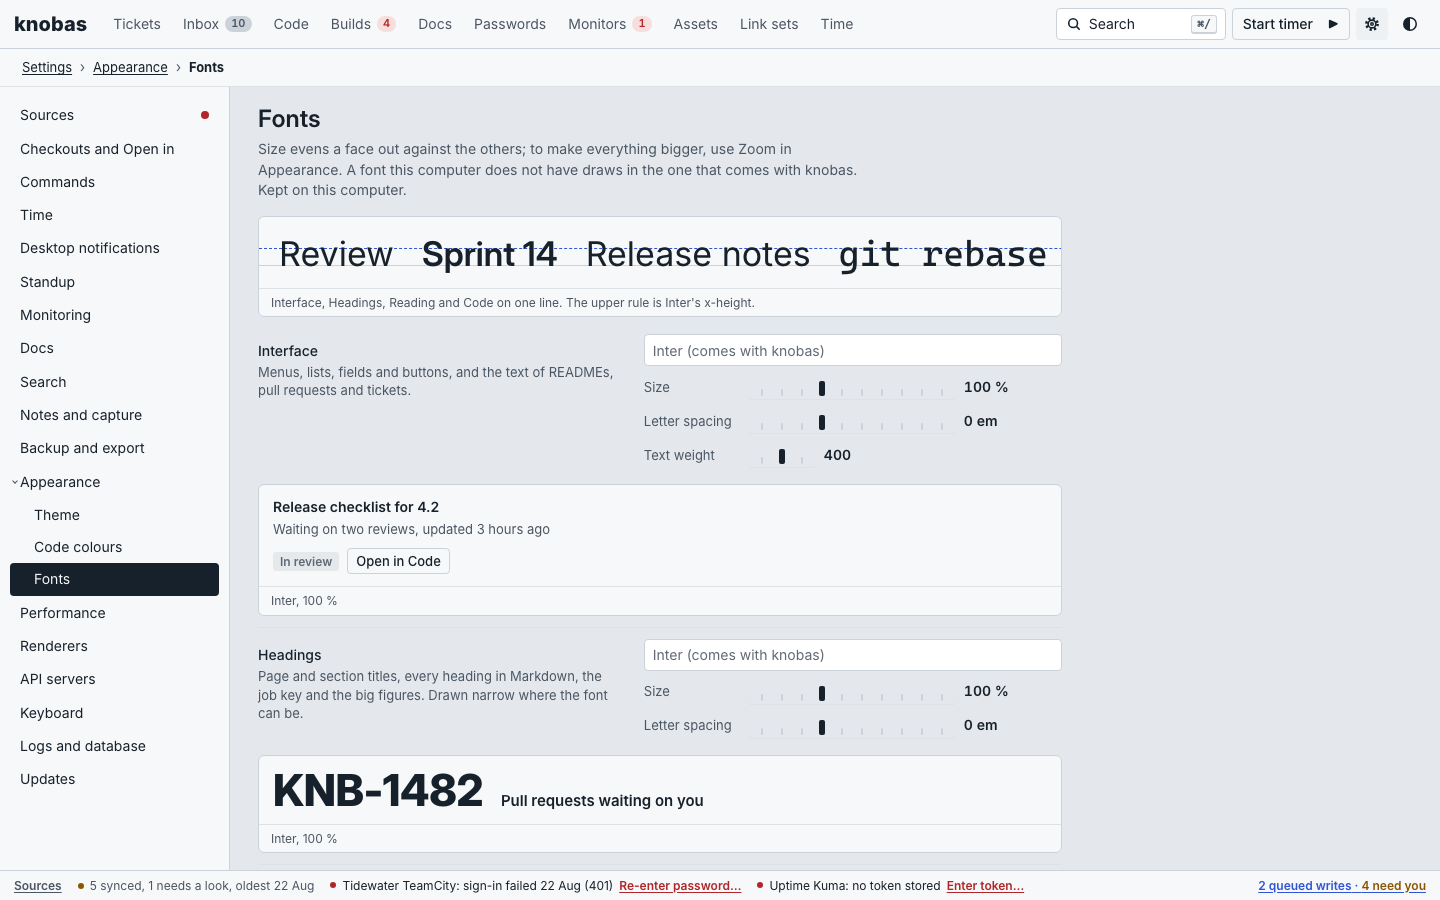 knobas
Tickets
Inbox 10
Code
Builds 4
Docs
Passwords
Monitors 1
Assets
Link sets
Time
Search ⌘/
Start timer
Settings › Appearance › Fonts
Sources
Checkouts and Open in
Commands
Time
Desktop notifications
Standup
Monitoring
Docs
Search
Notes and capture
Backup and export
Appearance
Theme
Code colours
Fonts
Performance
Renderers
API servers
Keyboard
Logs and database
Updates
Fonts
Size evens a face out against the others; to make everything bigger, use Zoom in
Appearance. A font this computer does not have draws in the one that comes with knobas.
Kept on this computer.
Review Sprint 14 Release notes git rebase
Interface, Headings, Reading and Code on one line. The upper rule is Inter's x-height.
Interface
Menus, lists, fields and buttons, and the text of READMEs,
pull requests and tickets.
Inter (comes with knobas)
Size 100 %
Letter spacing 0 em
Text weight 400
Release checklist for 4.2
Waiting on two reviews, updated 3 hours ago
In review Open in Code
Inter, 100 %
Headings
Page and section titles, every heading in Markdown, the
job key and the big figures. Drawn narrow where the font
can be.
Inter (comes with knobas)
Size 100 %
Letter spacing 0 em
KNB-1482 Pull requests waiting on you
Inter, 100 %
Sources 5 synced, 1 needs a look, oldest 22 Aug Tidewater TeamCity: sign-in failed 22 Aug (401) Re-enter password... Uptime Kuma: no token stored Enter token... 2 queued writes · 4 need you